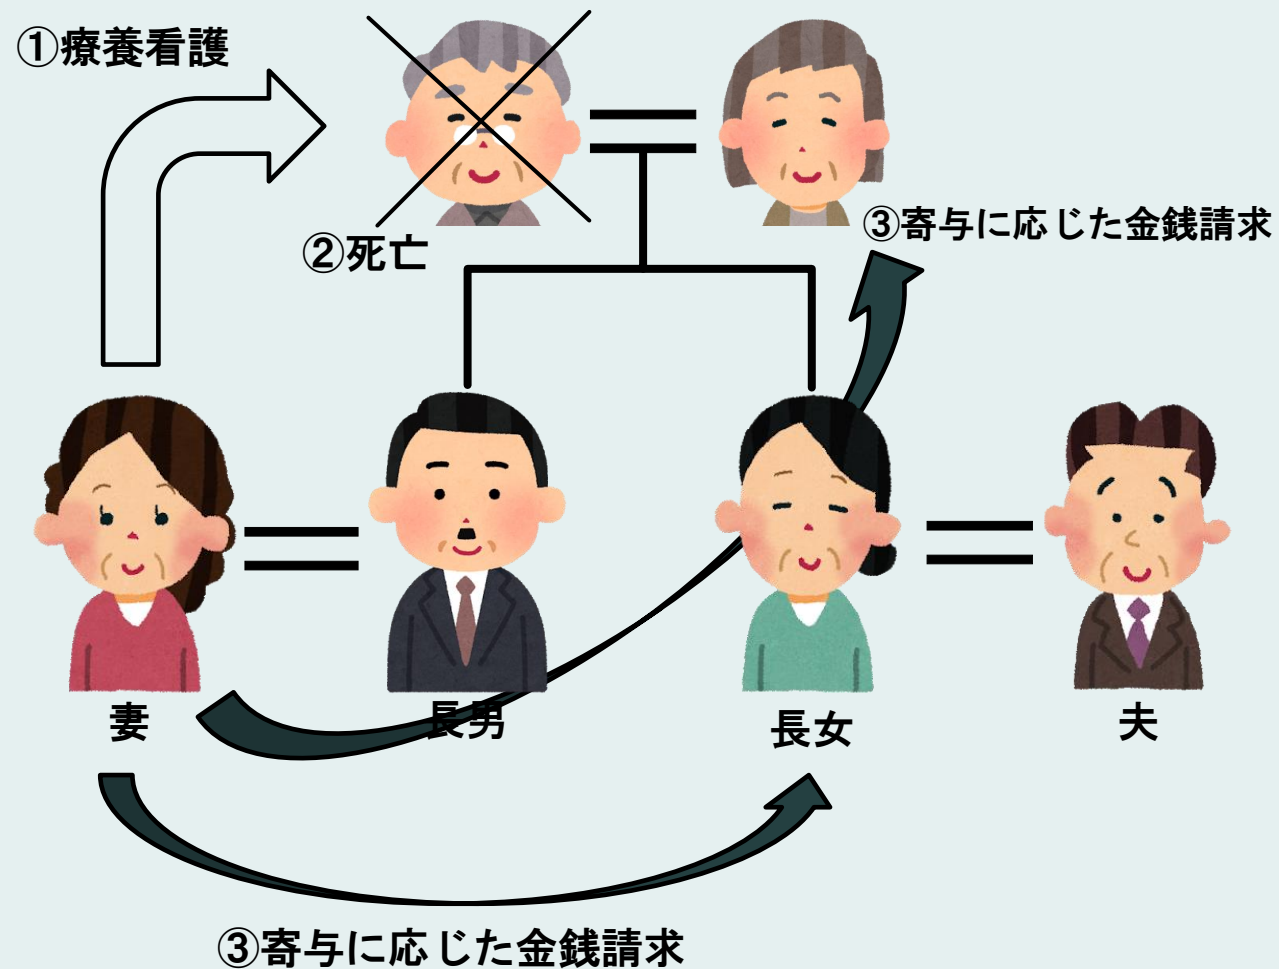 ①療養看護
②死亡
③寄与に応じた金銭請求
妻
長男
長女
夫
③寄与に応じた金銭請求